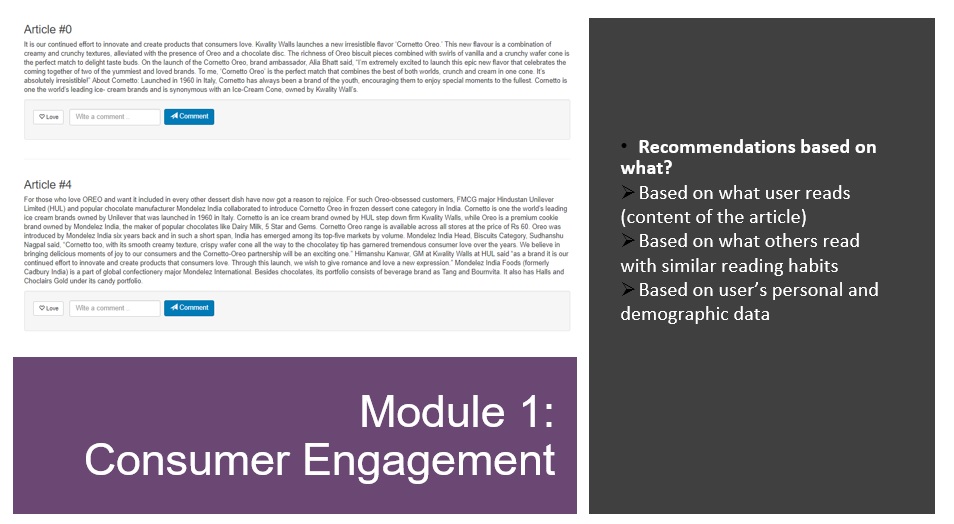 Article #0
It is our continued effort to innovate and create products that consumers love. Kwality Walls launches a new irresistible flavor 'Cornetto Oreo.' This new flavour is a combination of
creamy and crunchy textures, alleviated with the presence of Oreo and a chocolate disc. The richness of Oreo biscuit pieces combined with swirls of vanilla and a crunchy wafer cone is
the perfect match to delight taste buds. On the launch of the Cornetto Oreo, brand ambassador, Alia Bhatt said, "I'm extremely excited to launch this epic new flavor that celebrates the
coming together of two of the yummiest and loved brands. To me, 'Cornetto Oreo' is the perfect match that combines the best of both worlds, crunch and cream in one cone. It's
absolutely irresistible!" About Cornetto: Launched in 1960 in Italy, Cornetto has always been a brand of the youth, encouraging them to enjoy special moments to the fullest. Cornetto is
one the world's leading ice- cream brands and is synonymous with an Ice-Cream Cone, owned by Kwality Wall's.
Love
Write a comment...
Comment
Article #4
For those who love OREO and want it included in every other dessert dish have now got a reason to rejoice. For such Oreo-obsessed customers, FMCG major Hindustan Unilever
Limited (HUL) and popular chocolate manufacturer Mondelez India collaborated to introduce Cornetto Oreo in frozen dessert cone category in India. Cornetto is one the world's leading
ice cream brands owned by Unilever that was launched in 1960 in Italy. Cornetto is an ice cream brand owned by HUL step down firm Kwality Walls, while Oreo is a premium cookie
brand owned by Mondelez India, the maker of popular chocolates like Dairy Milk, 5 Star and Gems. Cornetto Oreo range is available across all stores at the price of Rs 60. Oreo was
introduced by Mondelez India six years back and in such a short span. India has emerged among its top-five markets by volume. Mondelez India Head, Biscuits Category, Sudhanshu
Nagpal said, "Cornetto too, with its smooth creamy texture, crispy wafer cone all the way to the chocolatey tip has garnered tremendous consumer love over the years. We believe in
bringing delicious moments of joy to our consumers and the Cornetto-Oreo partnership will be an exciting one." Himanshu Kanwar, GM at Kwality Walls at HUL said "as a brand it is our
continued effort to innovate and create products that consumers love. Through this launch, we wish to give romance and love a new expression." Mondelez India Foods (formerly
Cadbury India) is a part of global confectionery major Mondelez International. Besides chocolates, its portfolio consists of beverage brand as Tang and Bournvita. It also has Halls and
Choclairs Gold under its candy portfolio.
Love
Write a comment...
Comment
Module 1:
Consumer Engagement
• Recommendations based on
what?
➢ Based on what user reads
(content of the article)
➢ Based on what others read
with similar reading habits
➢ Based on user's personal and
demographic data